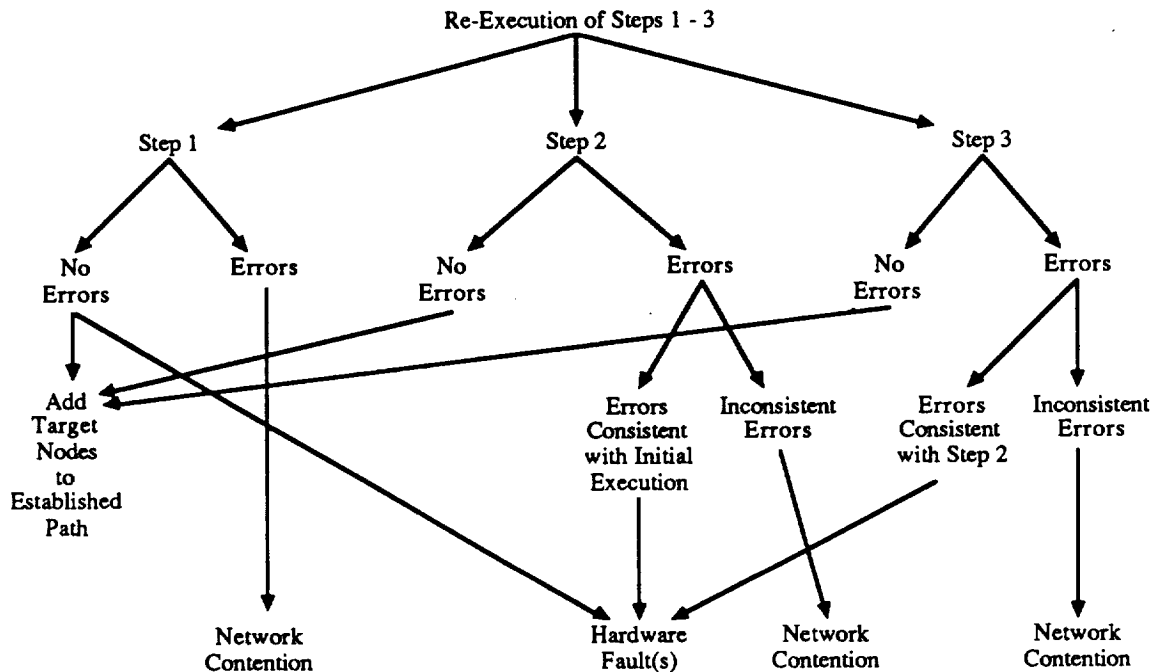 Re-Execution of Steps 1 - 3
Step 1
Step 2
Step 3
No
Errors
Errors
No
Errors
Errors
No
Errors
Errors
Add
Target
Nodes
to
Established
Path
Errors
Consistent
with Initial
Execution
Inconsistent
Errors
Errors
Consistent
with Step 2
Inconsistent
Errors
Network
Contention
Hardware
Fault(s)
Network
Contention
Network
Contention